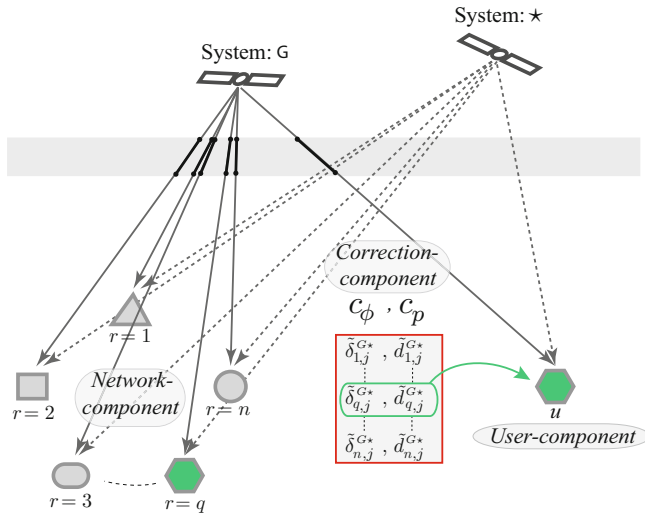 System: G
System: ⋆
Correction-
component
c_ϕ , c_p
r = 1
δ̃_{1,j}^{G⋆} , d̃_{1,j}^{G⋆}
r = 2
Network-
component
r = n
δ̃_{q,j}^{G⋆} , d̃_{q,j}^{G⋆}
u
User-component
δ̃_{n,j}^{G⋆} , d̃_{n,j}^{G⋆}
r = 3
r = q